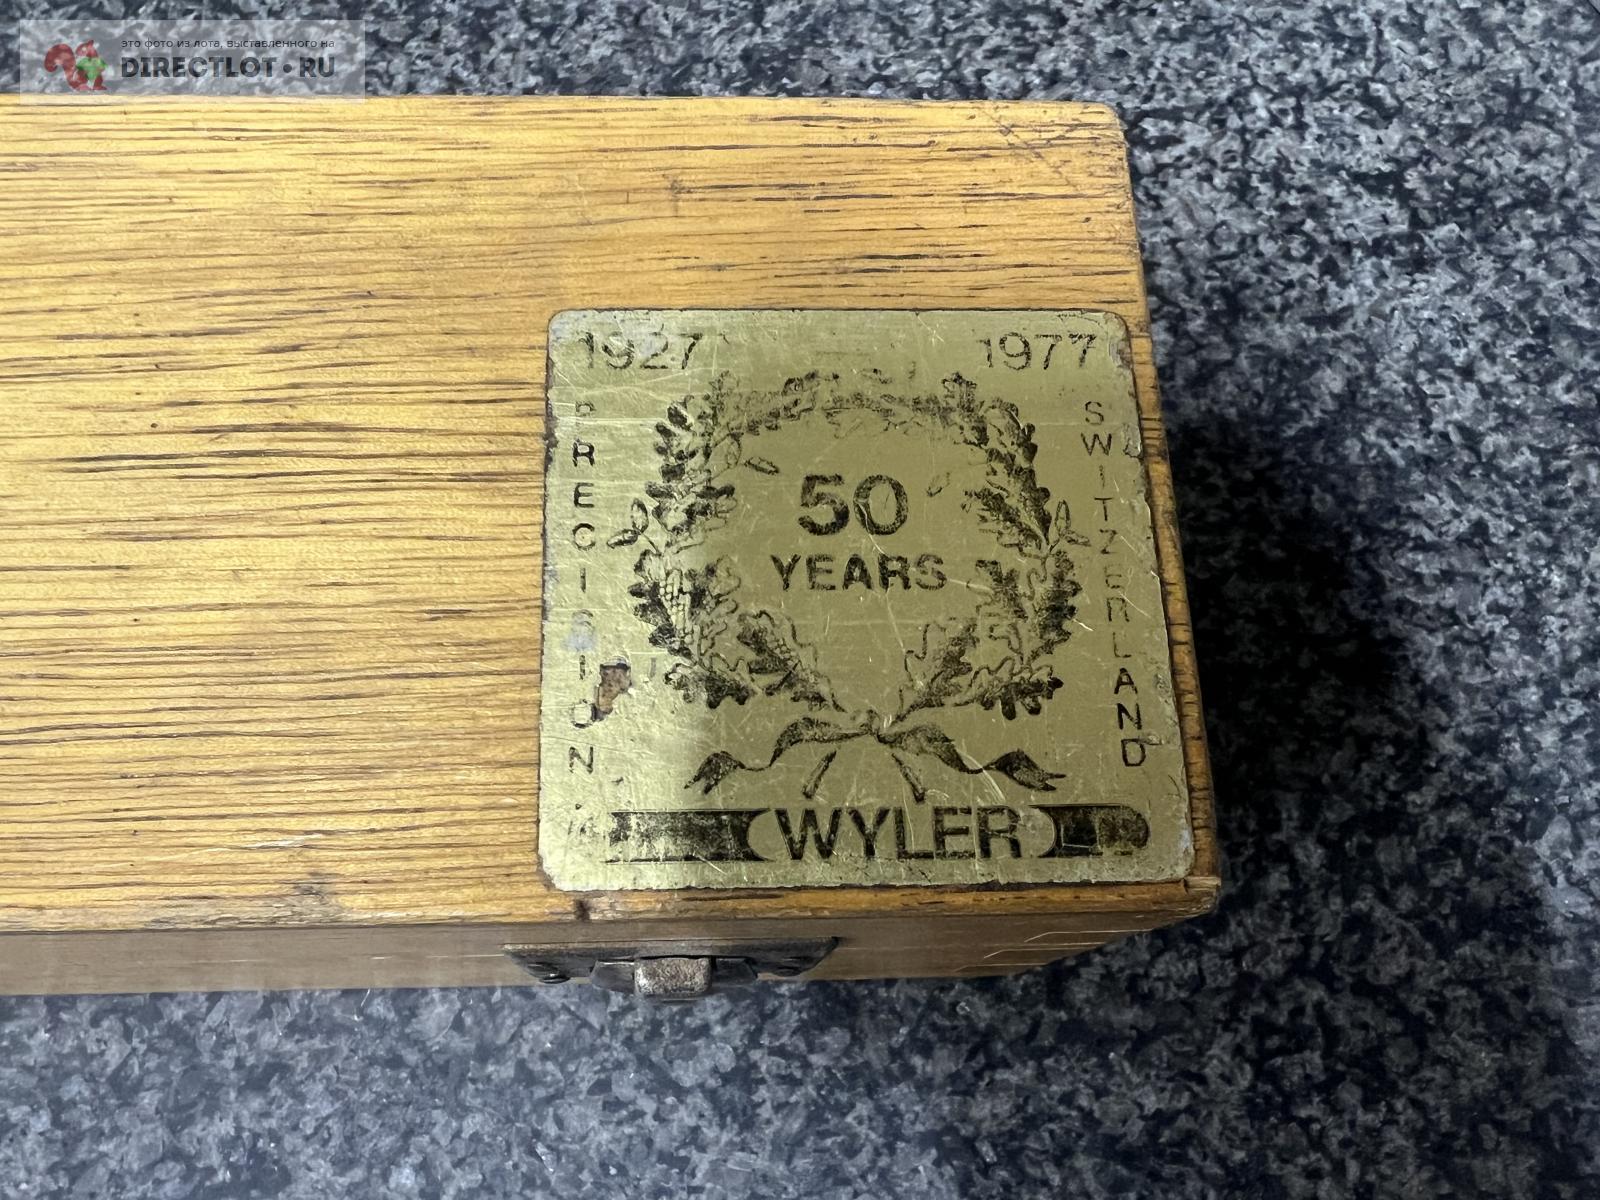 это фото из лота, выставленного на
DIRECTLOT•RU
1927 1977
PRECISION
SWITZERLAND
50
YEARS
WYLER